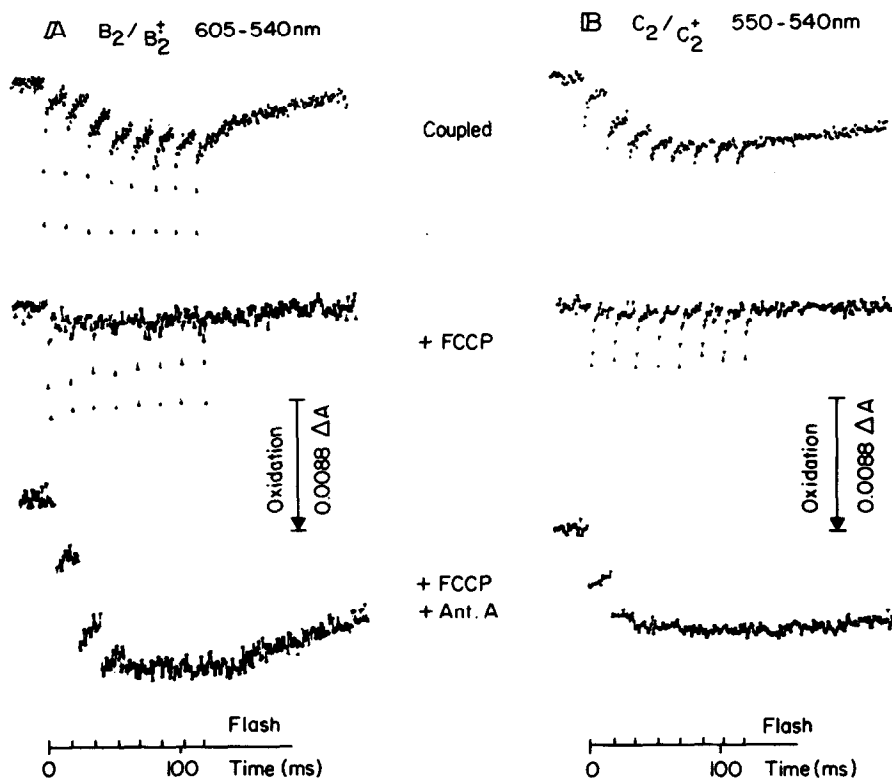 A B₂/B₂⁺ 605-540nm
B C₂/C₂⁺ 550-540nm
Coupled
+ FCCP
Oxidation
0.0088 ΔA
Oxidation
0.0088 ΔA
+ FCCP
+ Ant. A
Flash
0 100 Time (ms)
Flash
0 100 Time (ms)